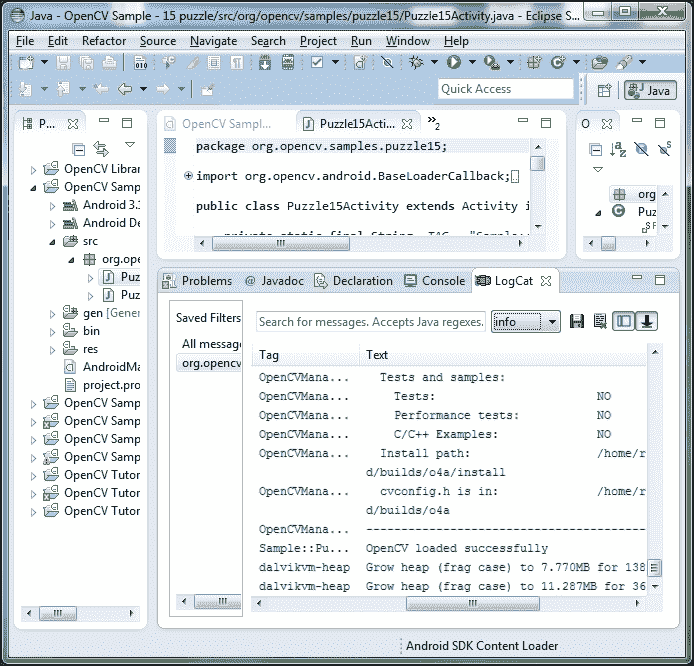 Java - OpenCV Sample - 15 puzzle/src/org/opencv/samples/puzzle15/Puzzle15Activity.java - Eclipse S...
File Edit Refactor Source Navigate Search Project Run Window Help
Quick Access
Java
P...
OpenCV Librar
OpenCV Samp
Android 3.
Android De
src
org.ope
Puz
Puz
gen [Gener
bin
res
AndroidMa
project.pro
OpenCV Samp
OpenCV Samp
OpenCV Samp
OpenCV Samp
OpenCV Tutor
OpenCV Tutor
OpenCV Tutor
OpenCV Sampl...
Puzzle15Acti...
»2
package org.opencv.samples.puzzle15;
import org.opencv.android.BaseLoaderCallback;
public class Puzzle15Activity extends Activity i
private static final String TAG = "Sample:
O
org
Puz
S F
Problems @ Javadoc Declaration Console LogCat
Saved Filters
All message
org.opencv
Search for messages. Accepts Java regexes.
info
Tag Text
OpenCVMana... Tests and samples:
OpenCVMana... Tests: NO
OpenCVMana... Performance tests: NO
OpenCVMana... C/C++ Examples: NO
OpenCVMana... Install path: /home/r
d/builds/o4a/install
OpenCVMana... cvconfig.h is in: /home/r
d/builds/o4a
OpenCVMana... ----------------------------------------
Sample::Pu... OpenCV loaded successfully
dalvikvm-heap Grow heap (frag case) to 7.770MB for 138
dalvikvm-heap Grow heap (frag case) to 11.287MB for 36
Android SDK Content Loader